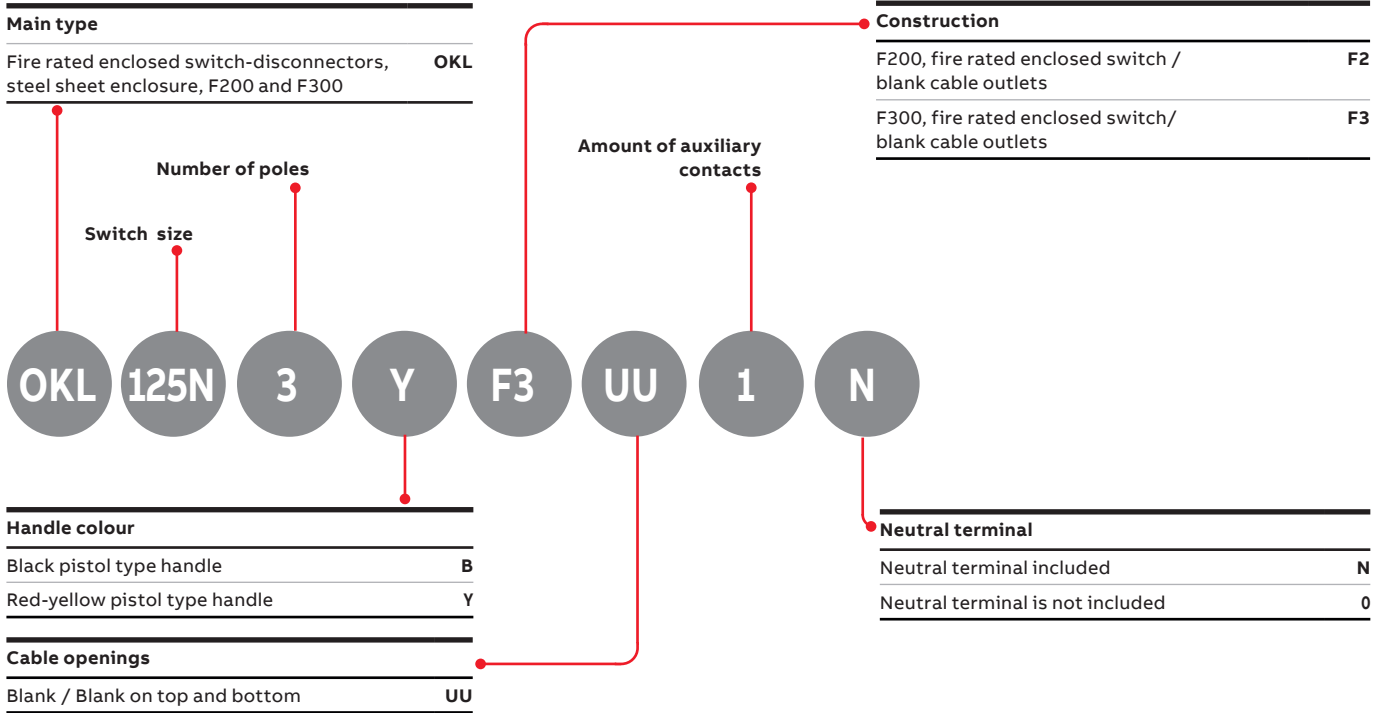 Main type
Fire rated enclosed switch-disconnectors, OKL
steel sheet enclosure, F200 and F300
Construction
F200, fire rated enclosed switch / F2
blank cable outlets
F300, fire rated enclosed switch/ F3
blank cable outlets
Amount of auxiliary
contacts
Number of poles
Switch size
OKL 125N 3 Y F3 UU 1 N
Handle colour
Black pistol type handle B
Red-yellow pistol type handle Y
Cable openings
Blank / Blank on top and bottom UU
Neutral terminal
Neutral terminal included N
Neutral terminal is not included 0